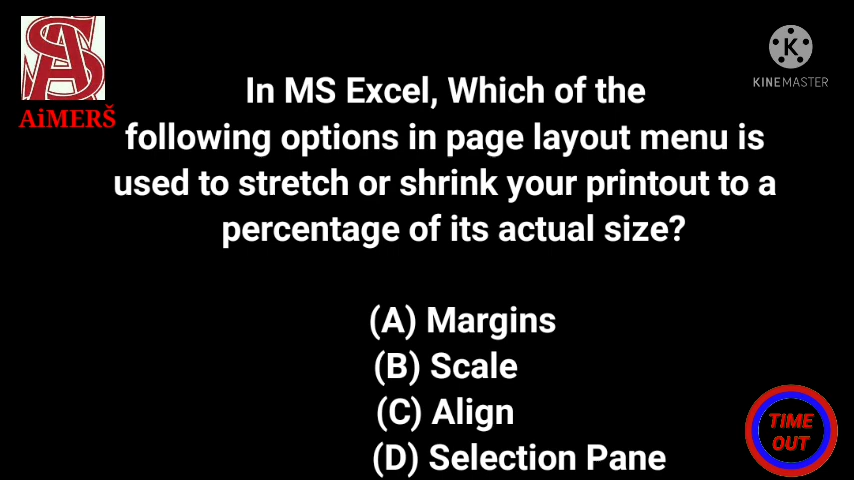 AiMERŠ
K
KINEMASTER
In MS Excel, Which of the
following options in page layout menu is
used to stretch or shrink your printout to a
percentage of its actual size?
(A) Margins
(B) Scale
(C) Align
(D) Selection Pane
TIME
OUT